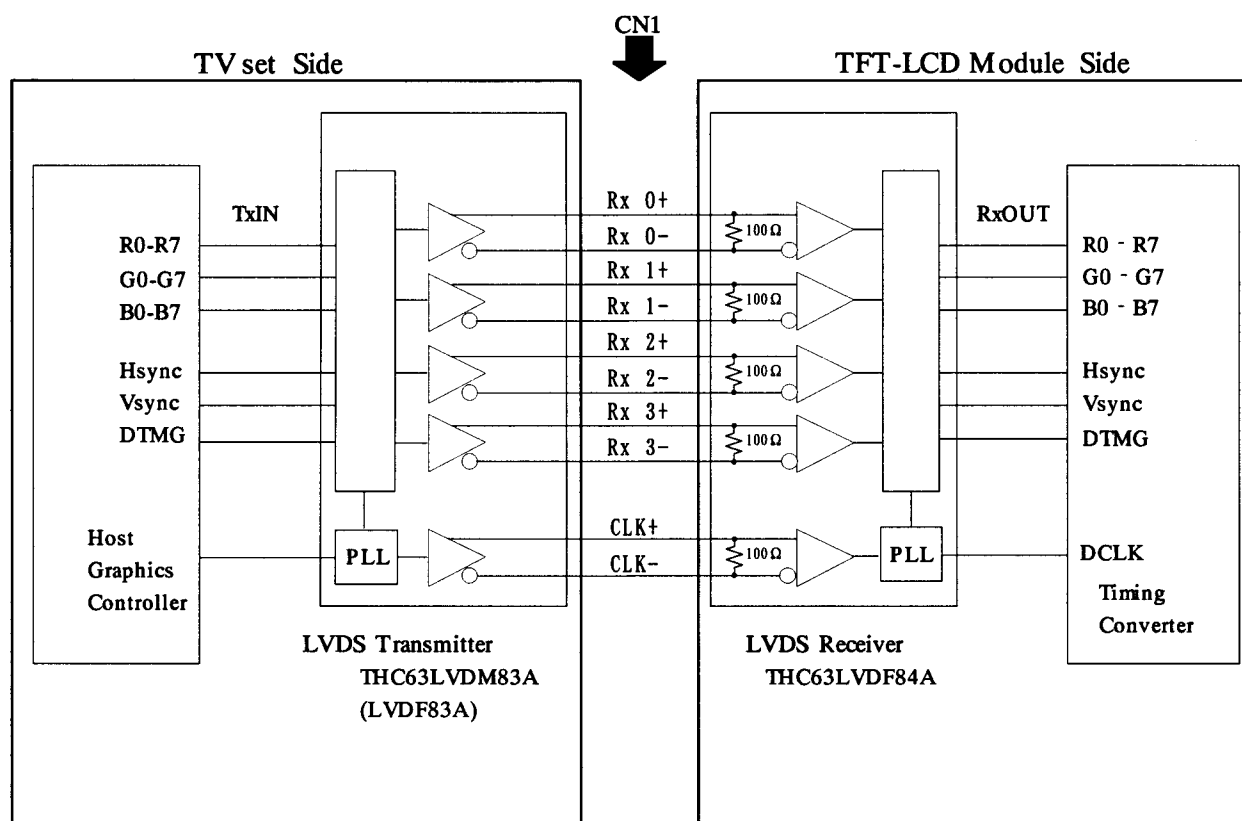 CN1
TV set Side
TFT-LCD Module Side
TxIN
R0-R7
G0-G7
B0-B7
Hsync
Vsync
DTMG
Host
Graphics
Controller
PLL
LVDS Transmitter
THC63LVDM83A
(LVDF83A)
Rx 0+
Rx 0-
Rx 1+
Rx 1-
Rx 2+
Rx 2-
Rx 3+
Rx 3-
CLK+
CLK-
100Ω
100Ω
100Ω
100Ω
100Ω
PLL
LVDS Receiver
THC63LVDF84A
RxOUT
R0 - R7
G0 - G7
B0 - B7
Hsync
Vsync
DTMG
DCLK
Timing
Converter